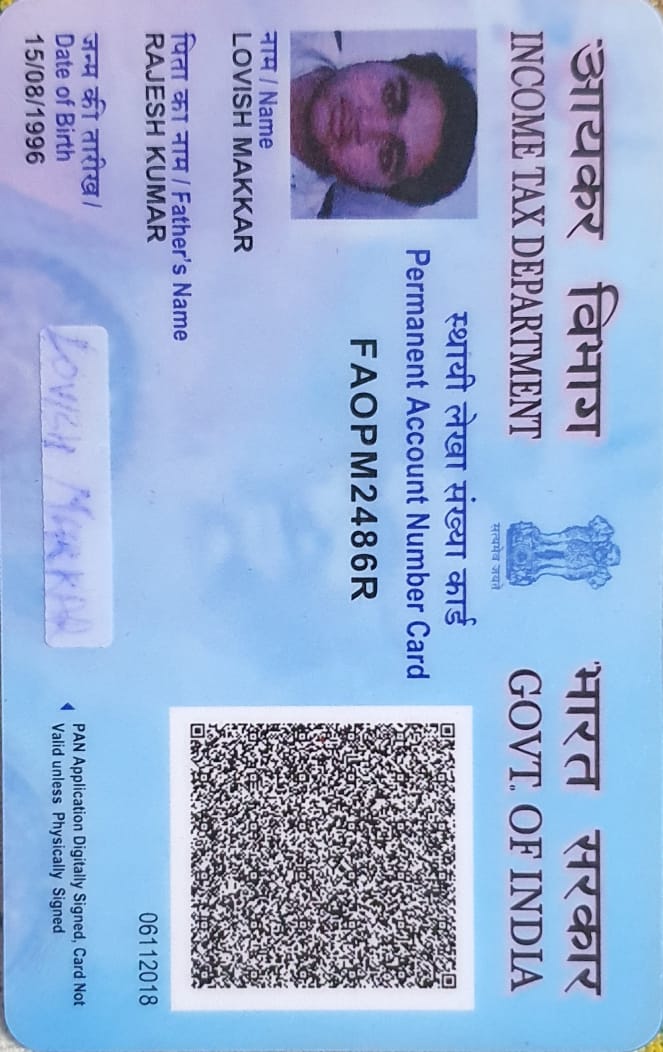 आयकर विभाग
INCOME TAX DEPARTMENT
सत्यमेव जयते
भारत सरकार
GOVT. OF INDIA
स्थायी लेखा संख्या कार्ड
Permanent Account Number Card
FAOPM2486R
नाम / Name
LOVISH MAKKAR
पिता का नाम / Father's Name
RAJESH KUMAR
जन्म की तारीख /
Date of Birth
15/08/1996
Lovish Makkar
06112018
PAN Application Digitally Signed, Card Not
Valid unless Physically Signed